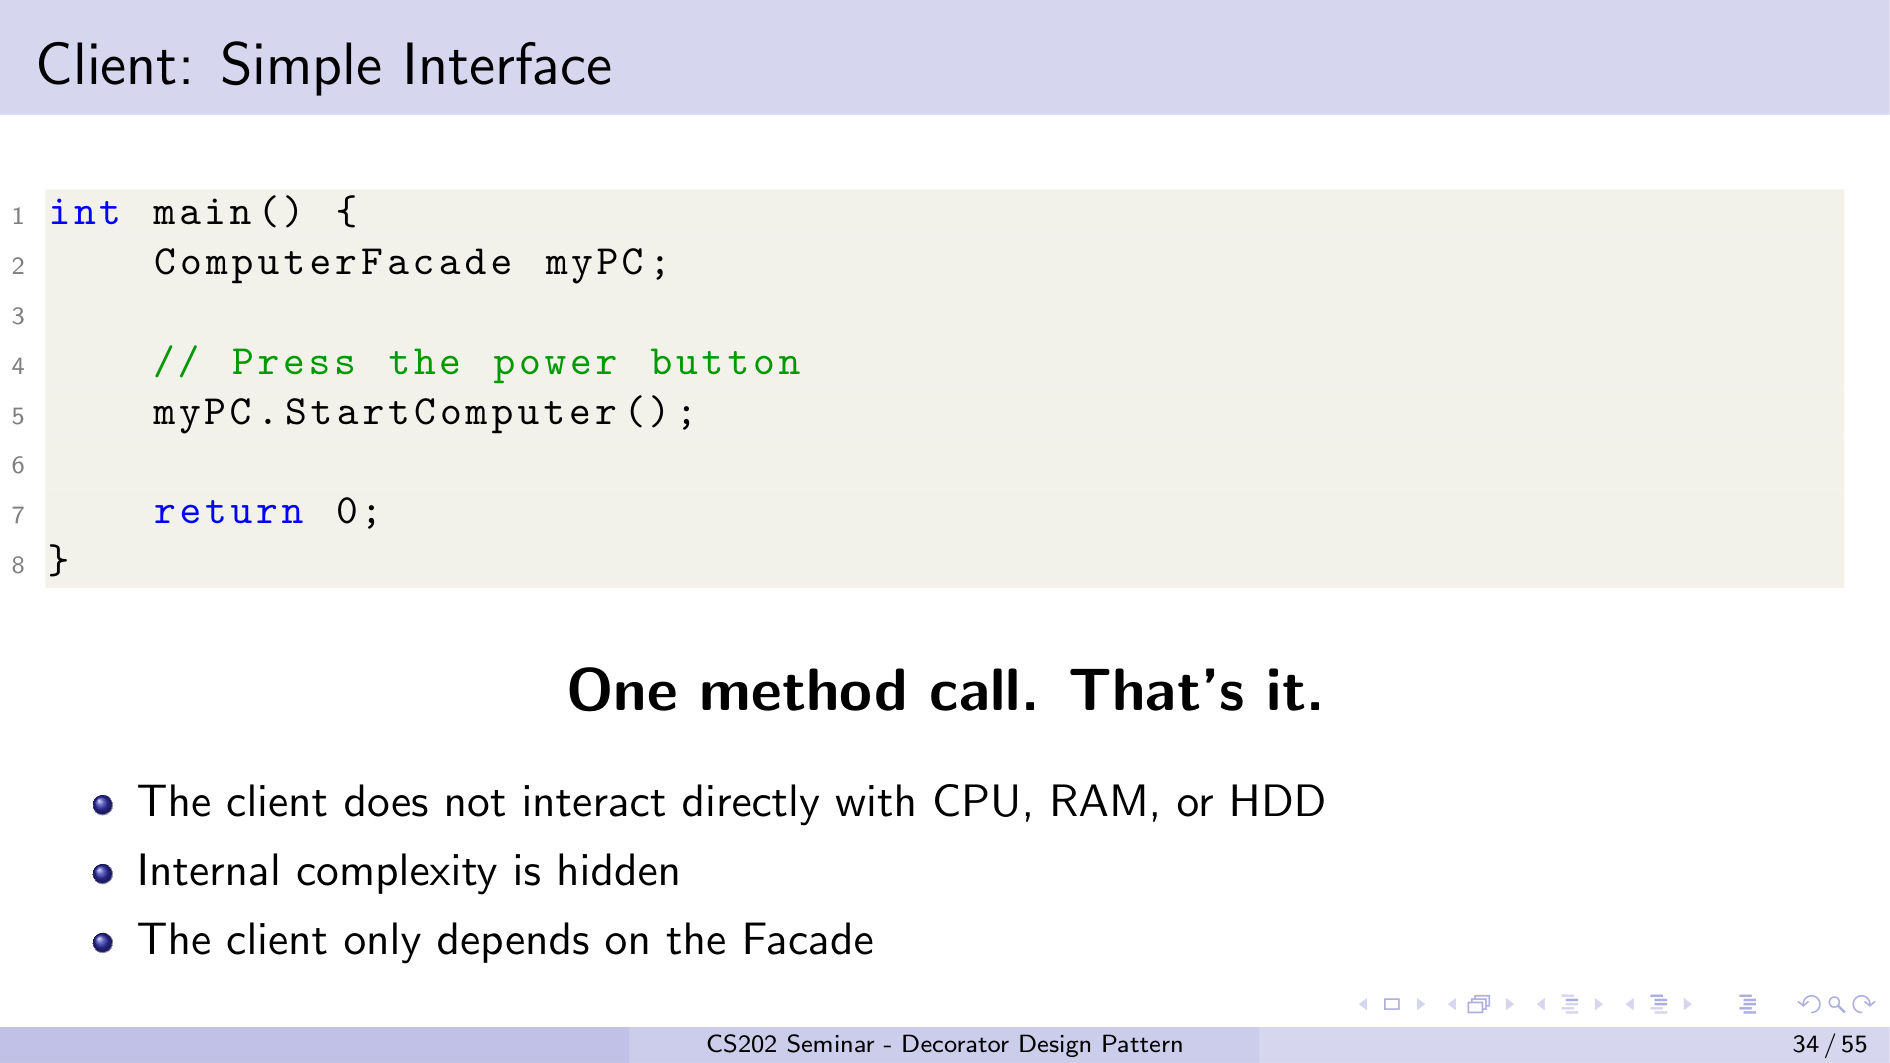 Client: Simple Interface
1 int main() {
2     ComputerFacade myPC;
3
4     // Press the power button
5     myPC.StartComputer();
6
7     return 0;
8 }
One method call. That's it.
The client does not interact directly with CPU, RAM, or HDD
Internal complexity is hidden
The client only depends on the Facade
CS202 Seminar - Decorator Design Pattern 34 / 55